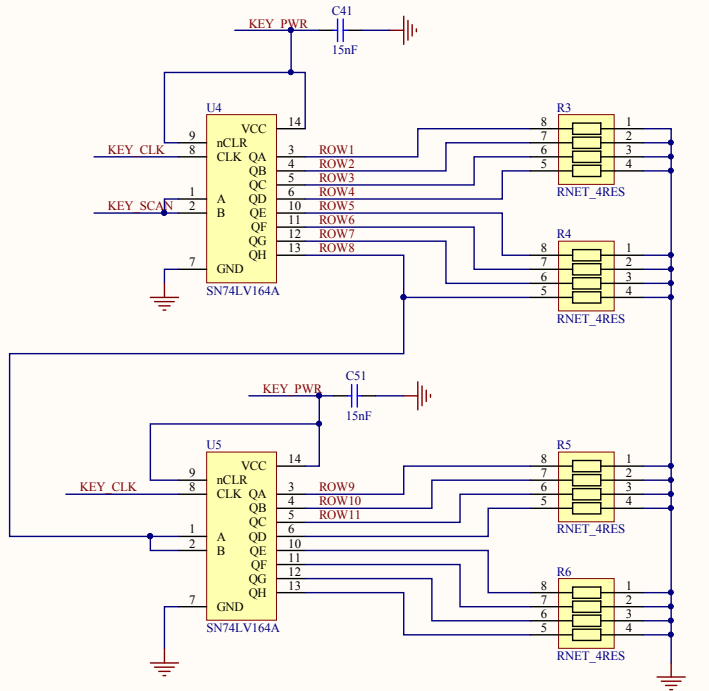 C41
KEY_PWR
15nF
U4
R3
VCC 14
9 nCLR
8 1
KEY_CLK 8 CLK QA 3 ROW1
7 2
QB 4 ROW2
6 3
QC 5 ROW3
5 4
1 A QD 6 ROW4
RNET_4RES
KEY_SCAN 2 B QE 10 ROW5
QF 11 ROW6
R4
QG 12 ROW7
QH 13 ROW8
8 1
7 GND
7 2
6 3
SN74LV164A
5 4
RNET_4RES
C51
KEY_PWR
15nF
U5
R5
VCC 14
8 1
9 nCLR
7 2
KEY_CLK 8 CLK QA 3 ROW9
6 3
QB 4 ROW10
5 4
QC 5 ROW11
RNET_4RES
1 A QD 6
2 B QE 10
QF 11
R6
QG 12
QH 13
8 1
7 GND
7 2
6 3
SN74LV164A
5 4
RNET_4RES